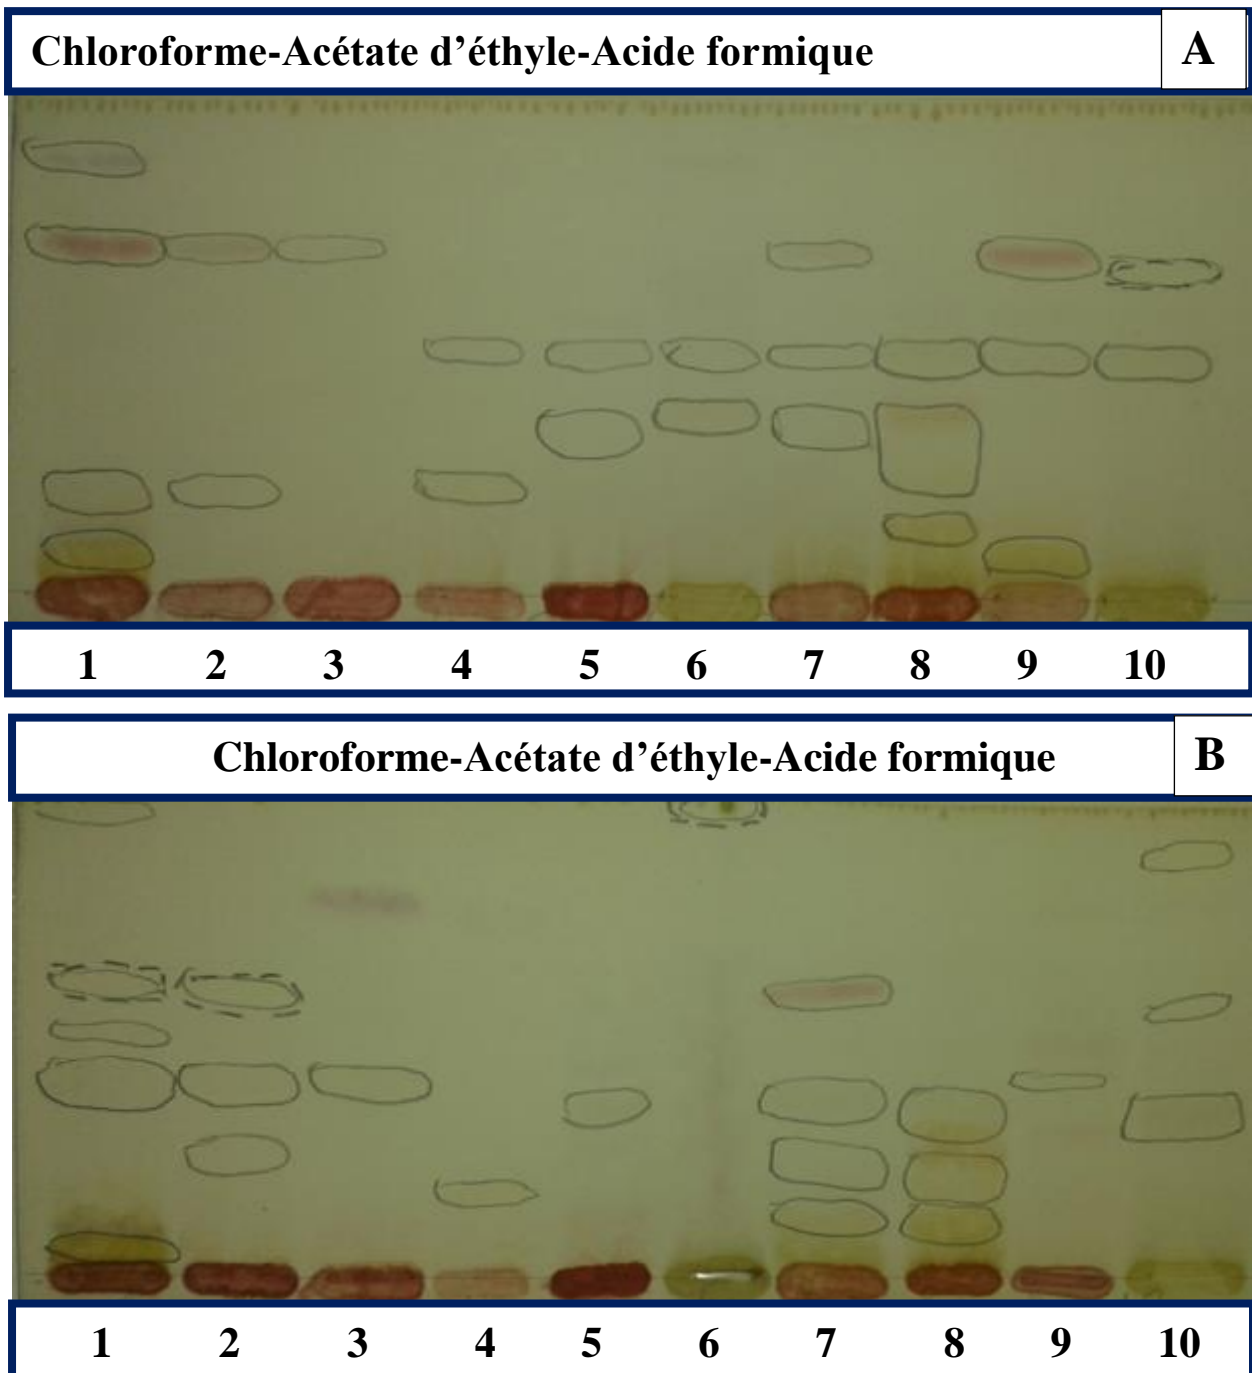 Chloroforme-Acétate d’éthyle-Acide formique A
1 2 3 4 5 6 7 8 9 10
Chloroforme-Acétate d’éthyle-Acide formique B
1 2 3 4 5 6 7 8 9 10